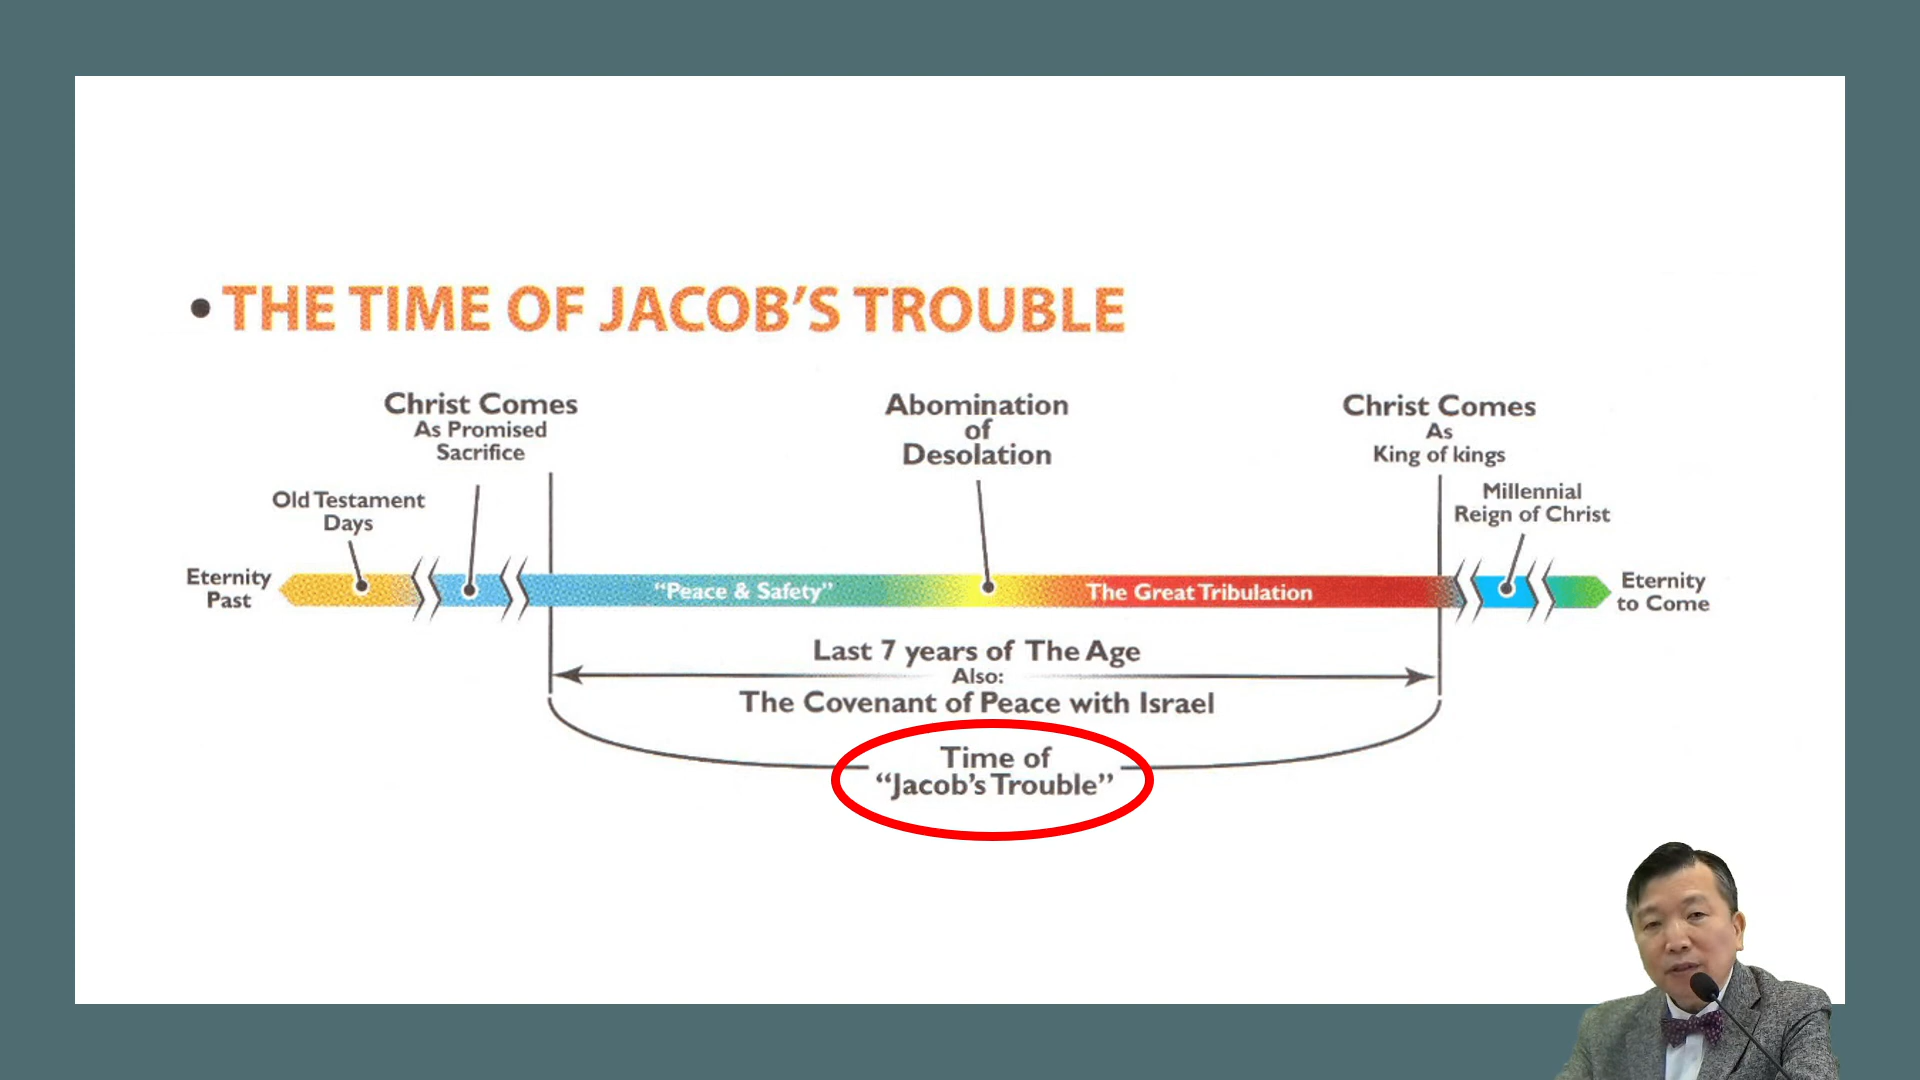 • THE TIME OF JACOB'S TROUBLE
Christ Comes
As Promised
Sacrifice
Abomination
of
Desolation
Christ Comes
As
King of kings
Old Testament
Days
Millennial
Reign of Christ
Eternity
Past
“Peace & Safety”
The Great Tribulation
Eternity
to Come
Last 7 years of The Age
Also:
The Covenant of Peace with Israel
Time of
“Jacob's Trouble”